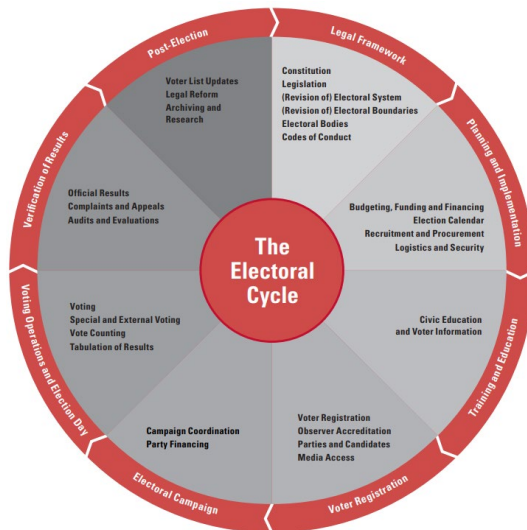 The
Electoral
Cycle
Legal Framework
Constitution
Legislation
(Revision of) Electoral System
(Revision of) Electoral Boundaries
Electoral Bodies
Codes of Conduct
Planning and Implementation
Budgeting, Funding and Financing
Election Calendar
Recruitment and Procurement
Logistics and Security
Training and Education
Civic Education
and Voter Information
Voter Registration
Voter Registration
Observer Accreditation
Parties and Candidates
Media Access
Electoral Campaign
Campaign Coordination
Party Financing
Voting Operations and Election Day
Voting
Special and External Voting
Vote Counting
Tabulation of Results
Verification of Results
Official Results
Complaints and Appeals
Audits and Evaluations
Post-Election
Voter List Updates
Legal Reform
Archiving and
Research